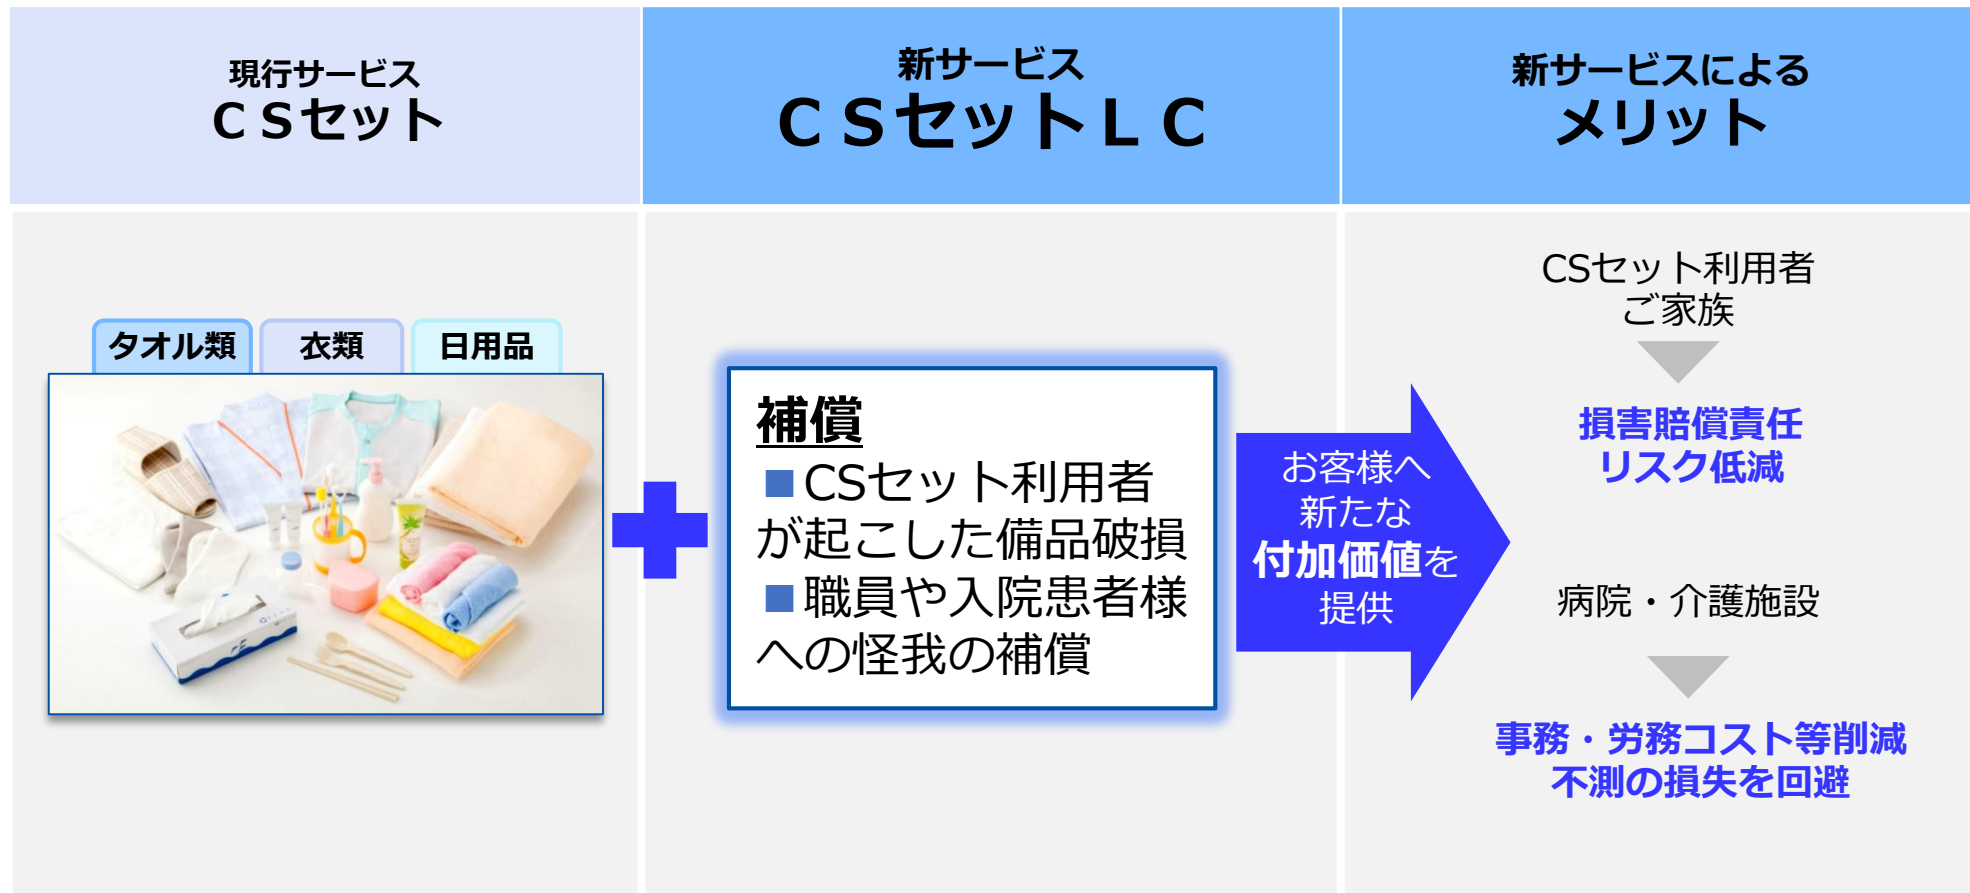 現行サービス
ＣＳセット
新サービス
ＣＳセットＬＣ
新サービスによる
メリット
タオル類
衣類
日用品
補償
■CSセット利用者
が起こした備品破損
■職員や入院患者様
への怪我の補償
お客様へ
新たな
付加価値を
提供
CSセット利用者
ご家族
損害賠償責任
リスク低減
病院・介護施設
事務・労務コスト等削減
不測の損失を回避